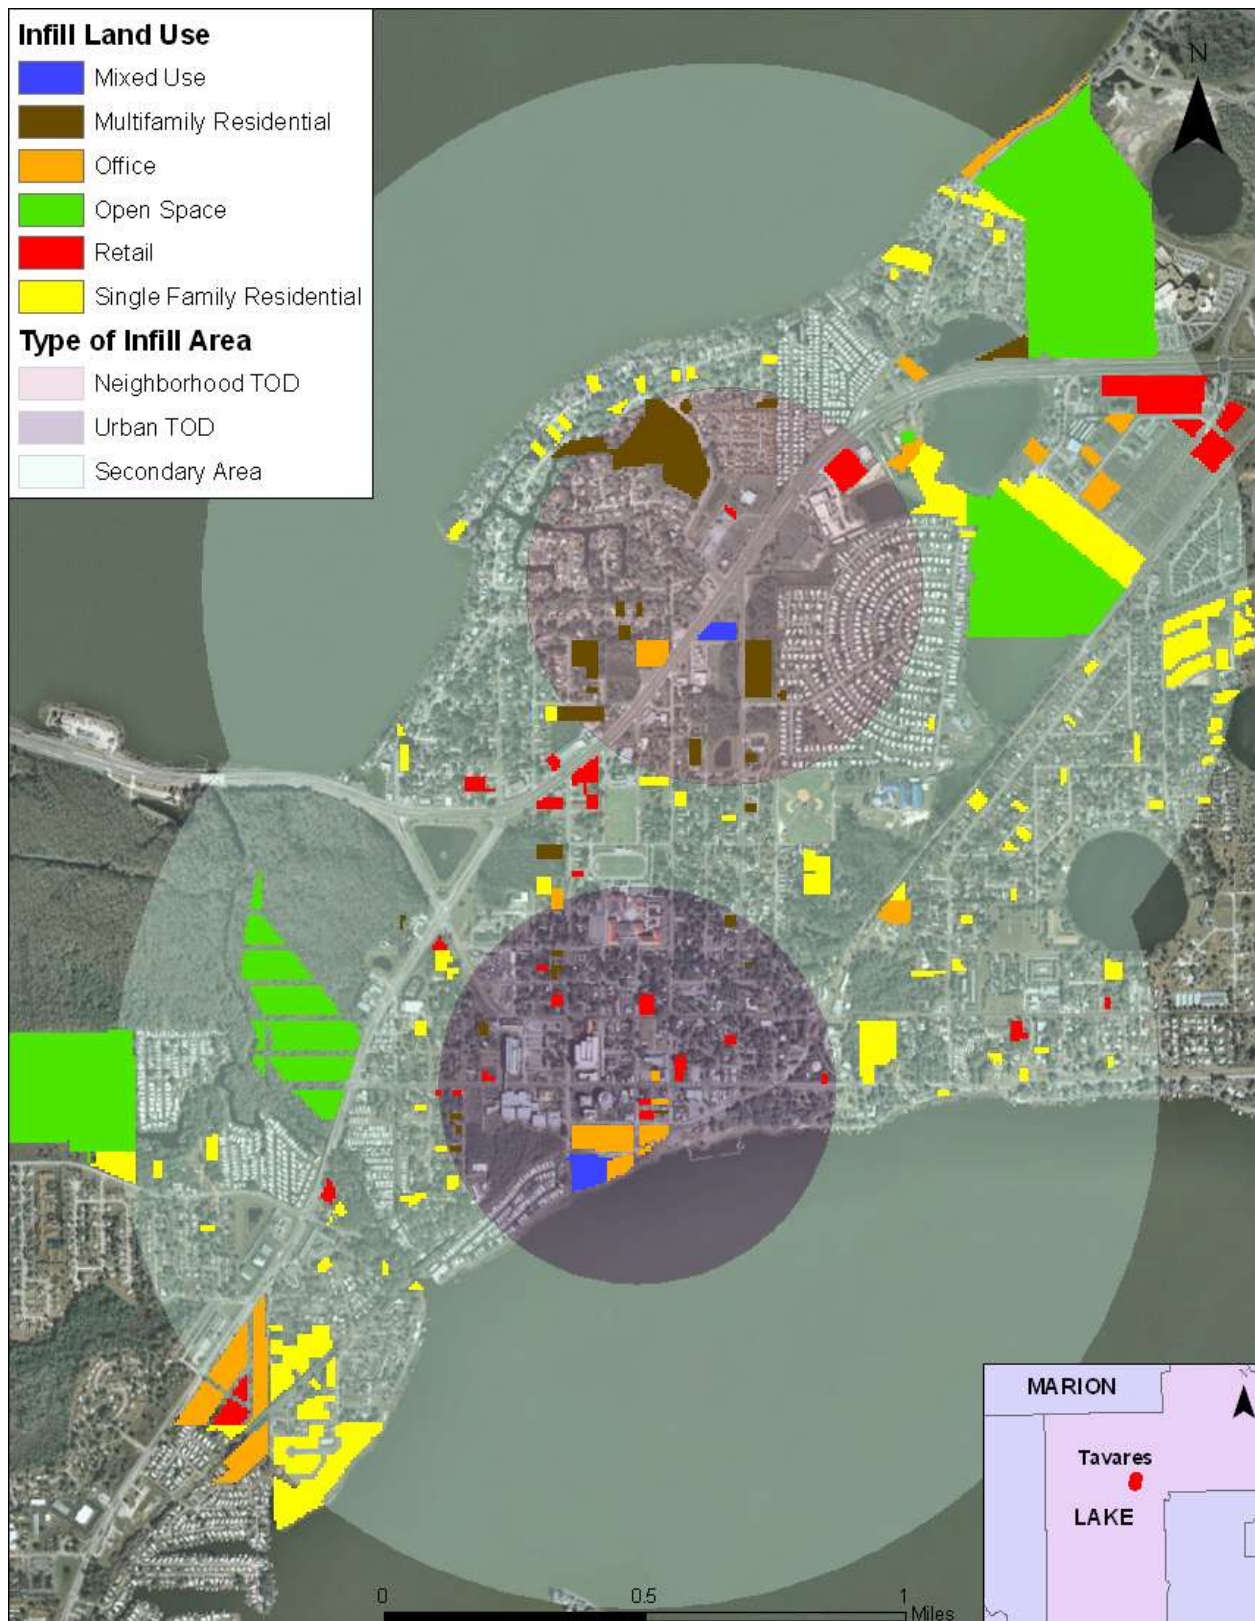 Infill Land Use
Mixed Use
Multifamily Residential
Office
Open Space
Retail
Single Family Residential
Type of Infill Area
Neighborhood TOD
Urban TOD
Secondary Area
N
MARION
N
Tavares
LAKE
0
0.5
1
Miles